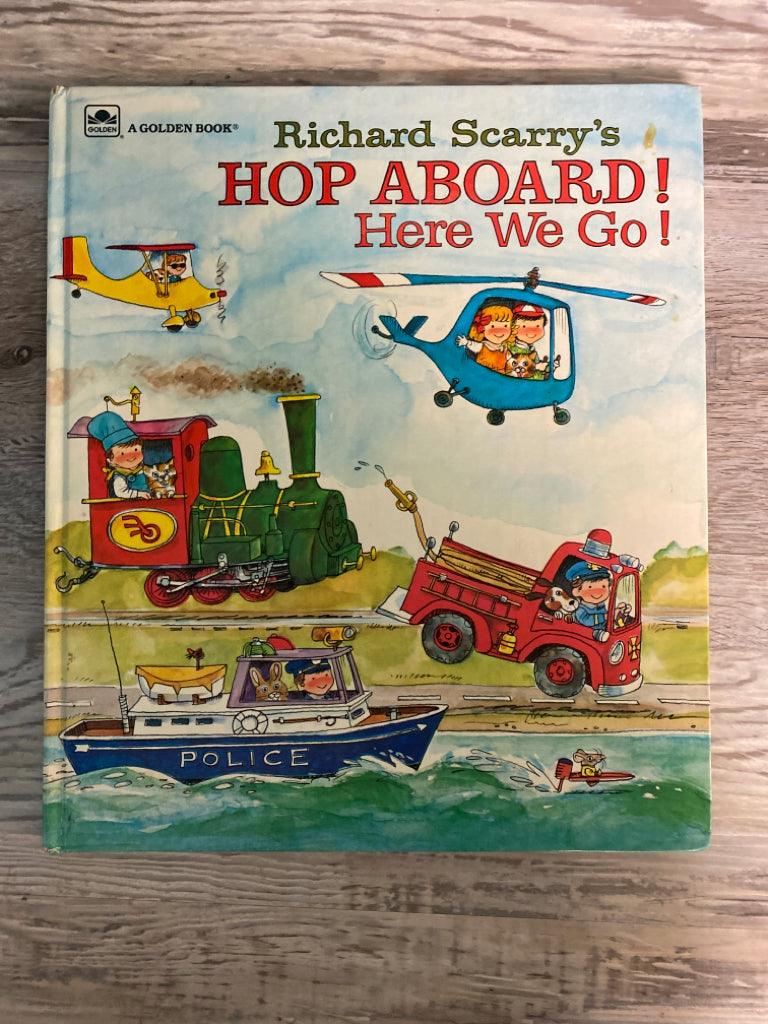 GOLDEN
A GOLDEN BOOK®
Richard Scarry's
HOP ABOARD!
Here We Go!
POLICE